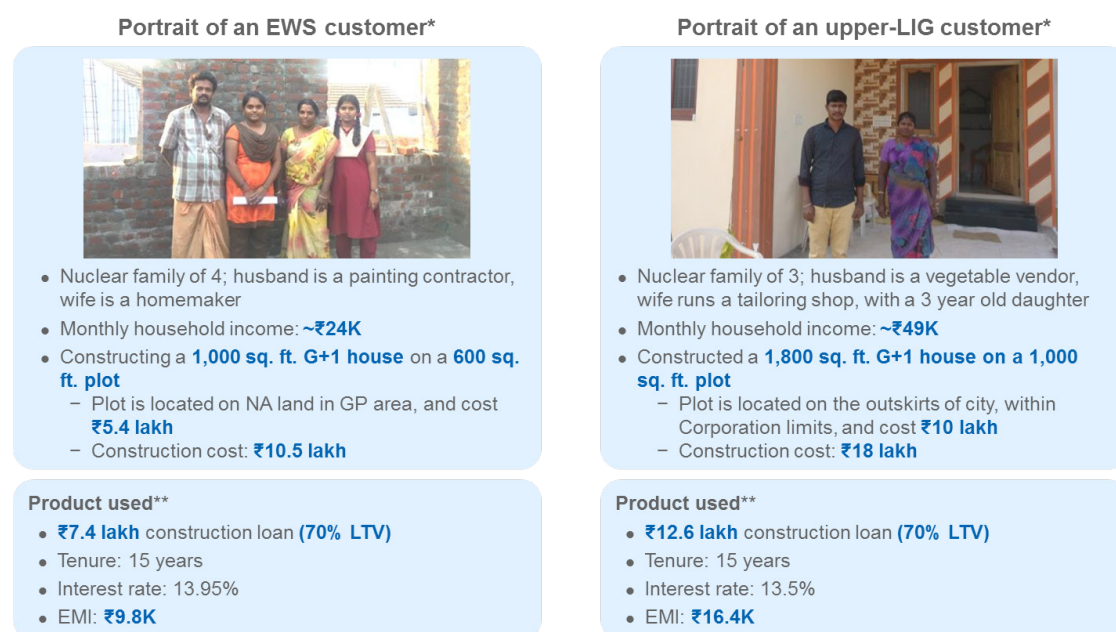 Portrait of an EWS customer*
Nuclear family of 4; husband is a painting contractor,
wife is a homemaker
Monthly household income: ~₹24K
Constructing a 1,000 sq. ft. G+1 house on a 600 sq.
ft. plot
– Plot is located on NA land in GP area, and cost
₹5.4 lakh
– Construction cost: ₹10.5 lakh
Product used**
₹7.4 lakh construction loan (70% LTV)
Tenure: 15 years
Interest rate: 13.95%
EMI: ₹9.8K
Portrait of an upper-LIG customer*
Nuclear family of 3; husband is a vegetable vendor,
wife runs a tailoring shop, with a 3 year old daughter
Monthly household income: ~₹49K
Constructed a 1,800 sq. ft. G+1 house on a 1,000
sq. ft. plot
– Plot is located on the outskirts of city, within
Corporation limits, and cost ₹10 lakh
– Construction cost: ₹18 lakh
Product used**
₹12.6 lakh construction loan (70% LTV)
Tenure: 15 years
Interest rate: 13.5%
EMI: ₹16.4K